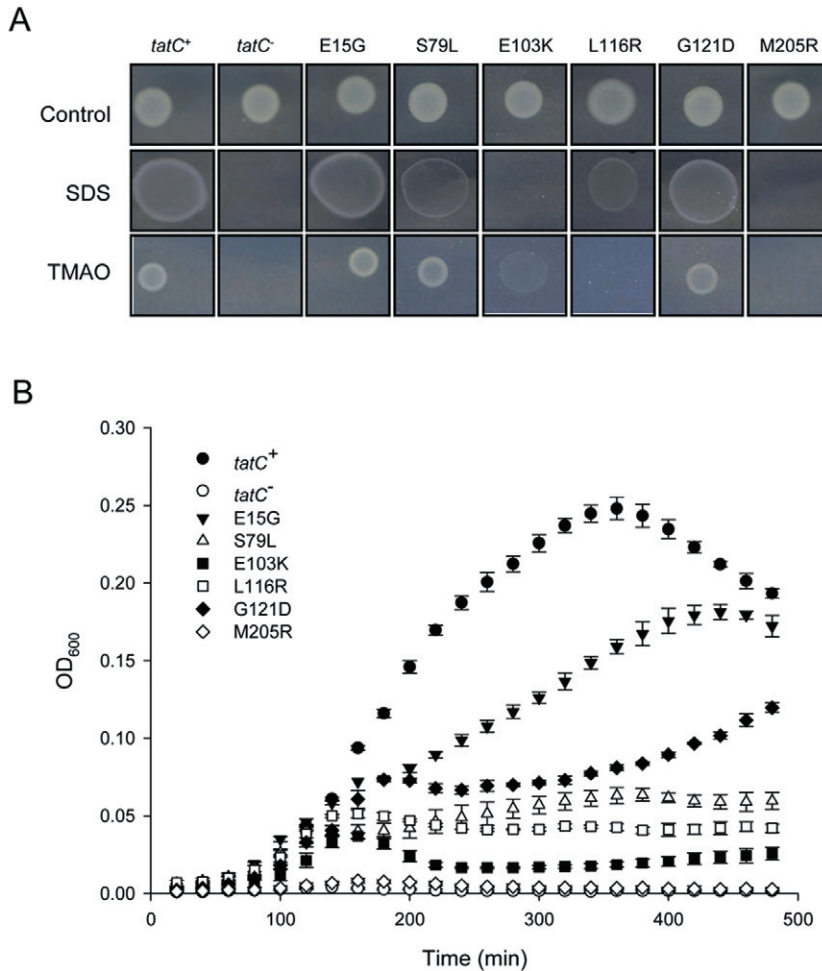 A
tatC+ tatC- E15G S79L E103K L116R G121D M205R
Control
SDS
TMAO
B
0.30
0.25
0.20
0.15
0.10
0.05
0.00
OD600
tatC+
tatC-
E15G
S79L
E103K
L116R
G121D
M205R
0 100 200 300 400 500
Time (min)